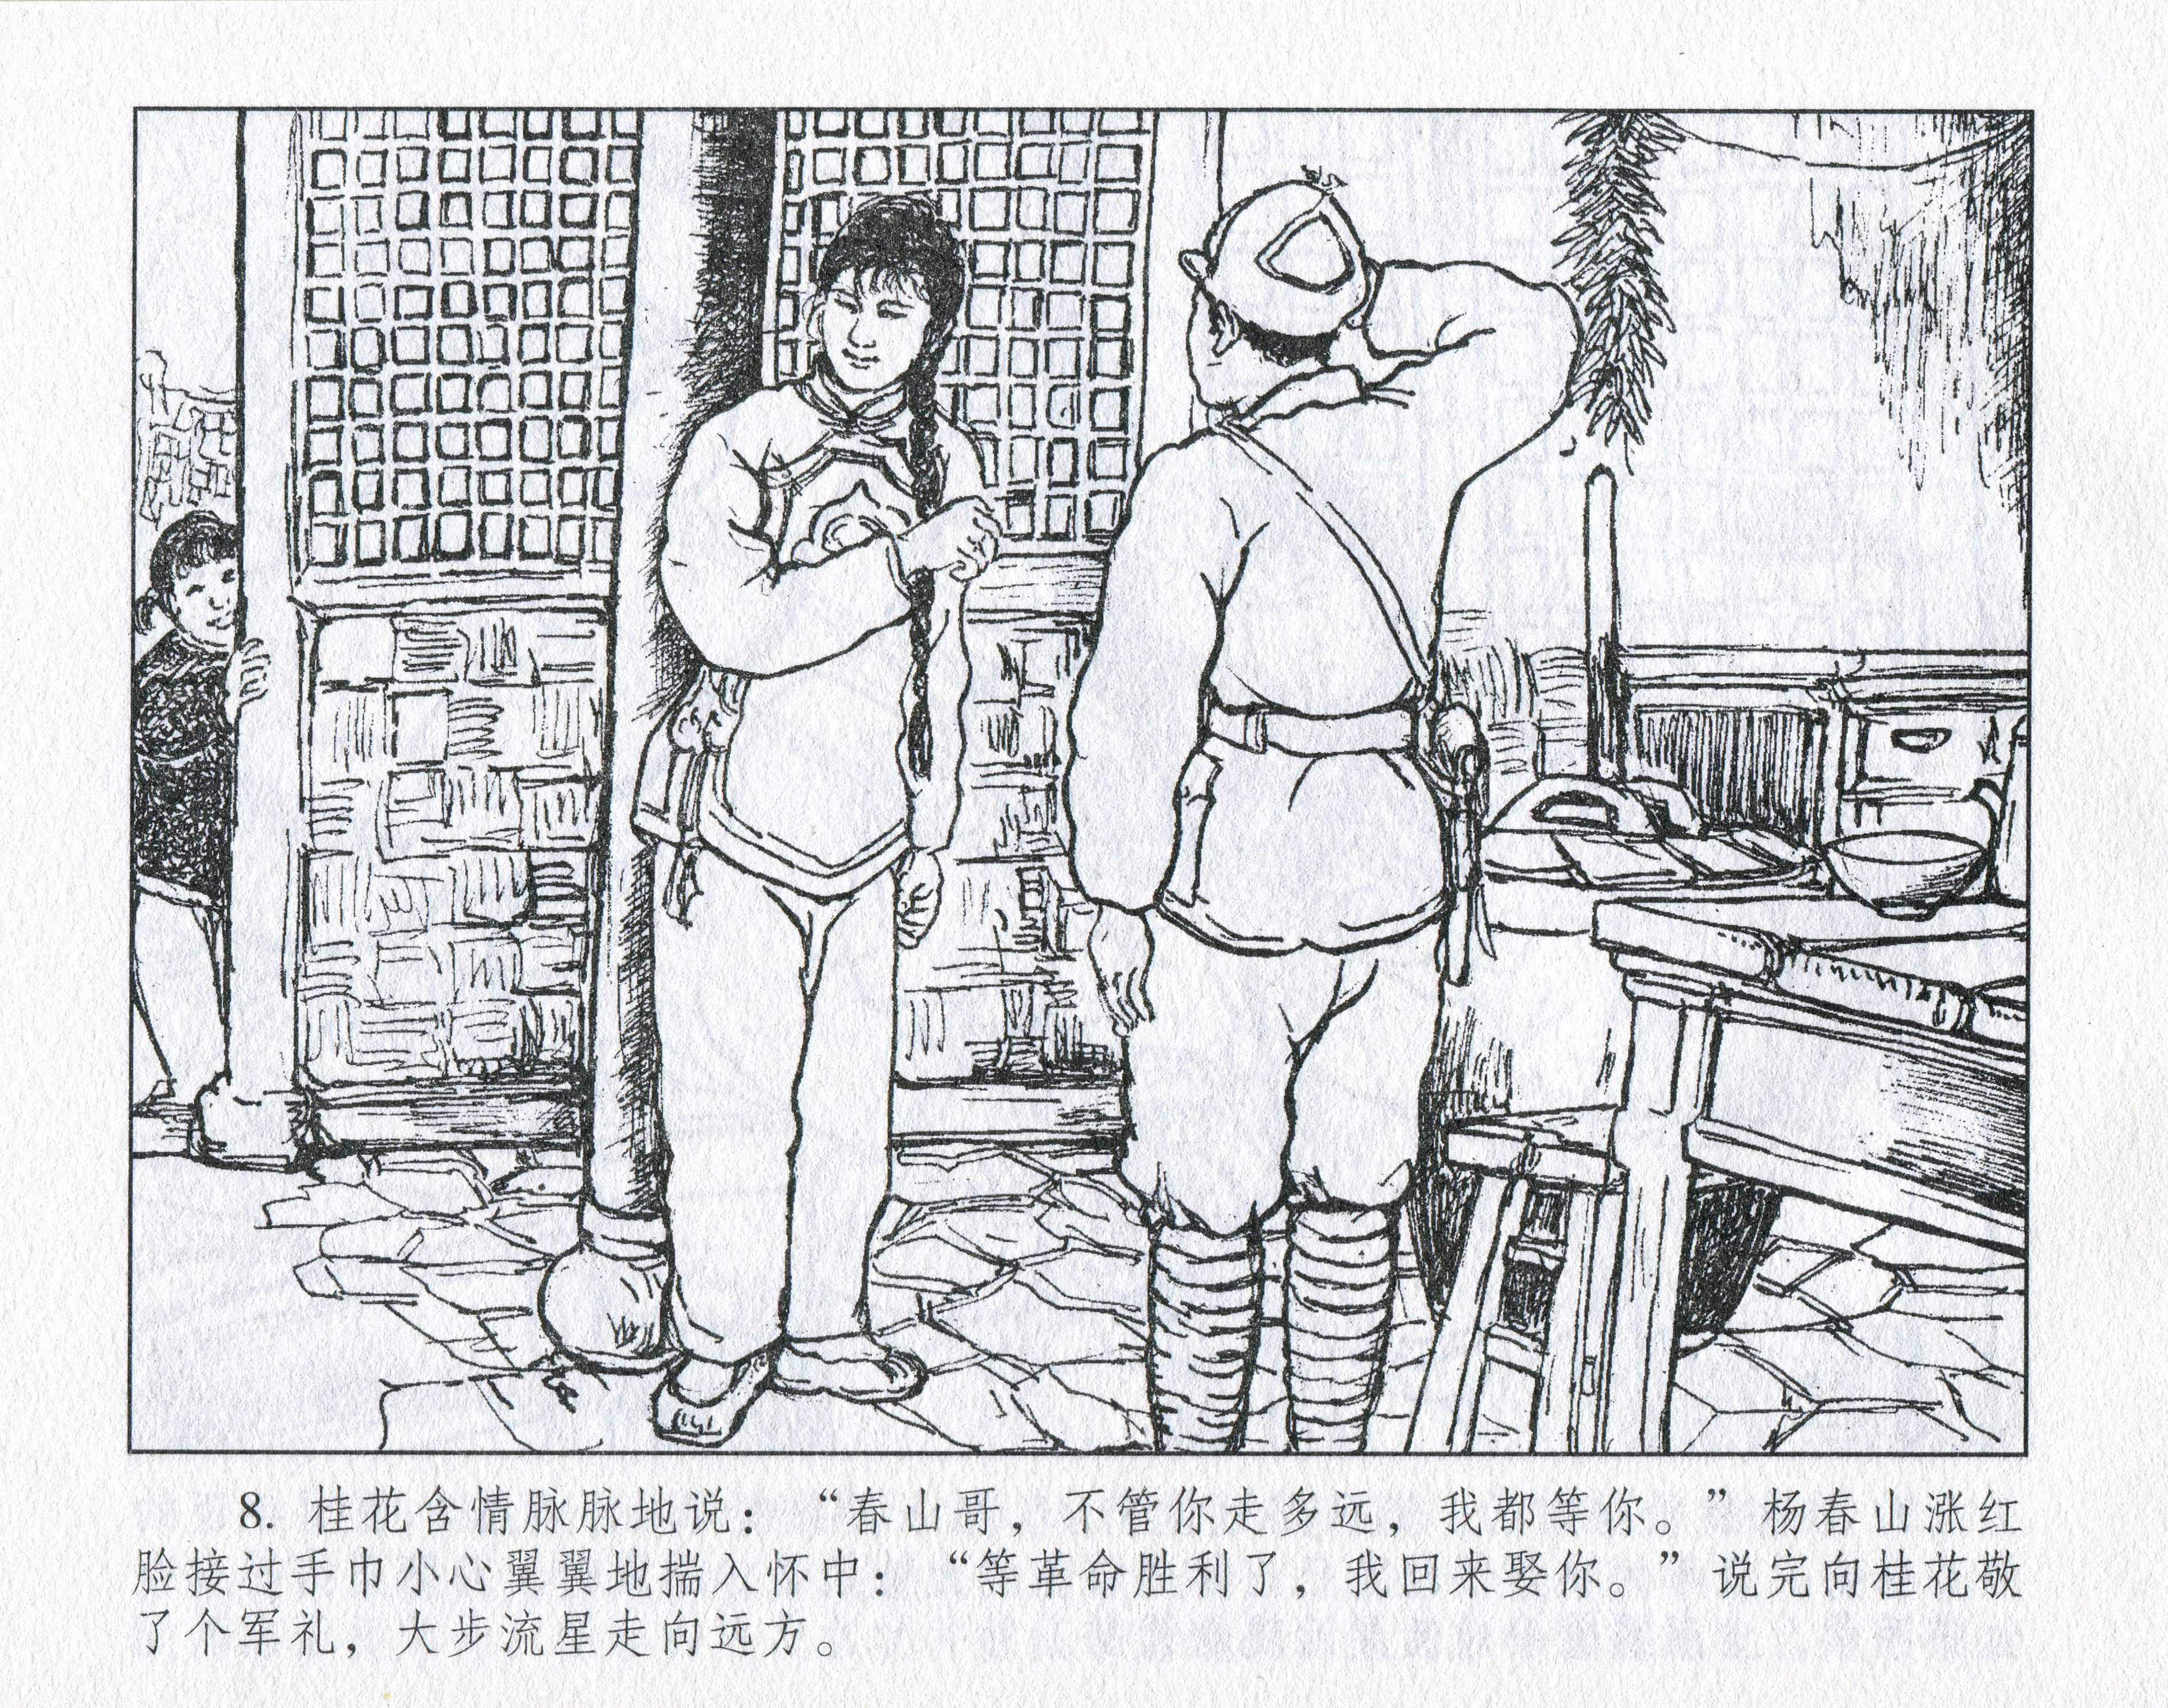 8. 桂花含情脉脉地说：“春山哥，不管你走多远，我都等你。”杨春山涨红
脸接过手巾小心翼翼地揣入怀中：“等革命胜利了，我回来娶你。”说完向桂花敬
了个军礼，大步流星走向远方。